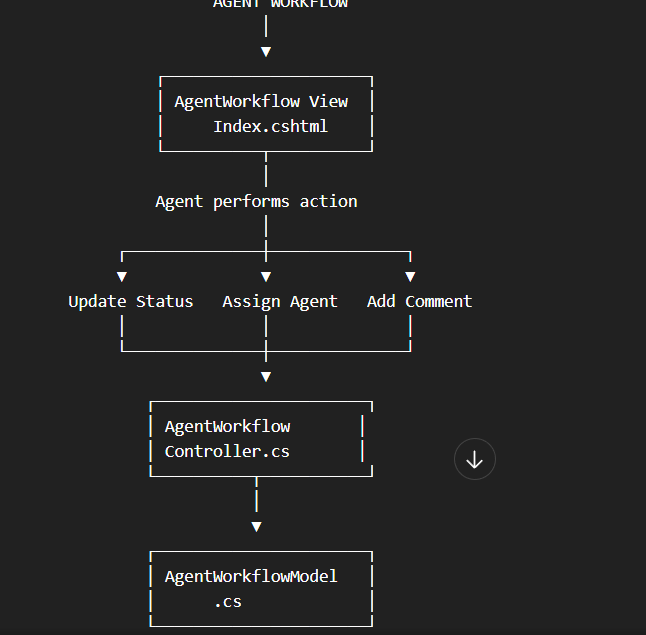 AGENT WORKFLOW
AgentWorkflow View
Index.cshtml
Agent performs action
Update Status Assign Agent Add Comment
AgentWorkflow
Controller.cs
AgentWorkflowModel
.cs